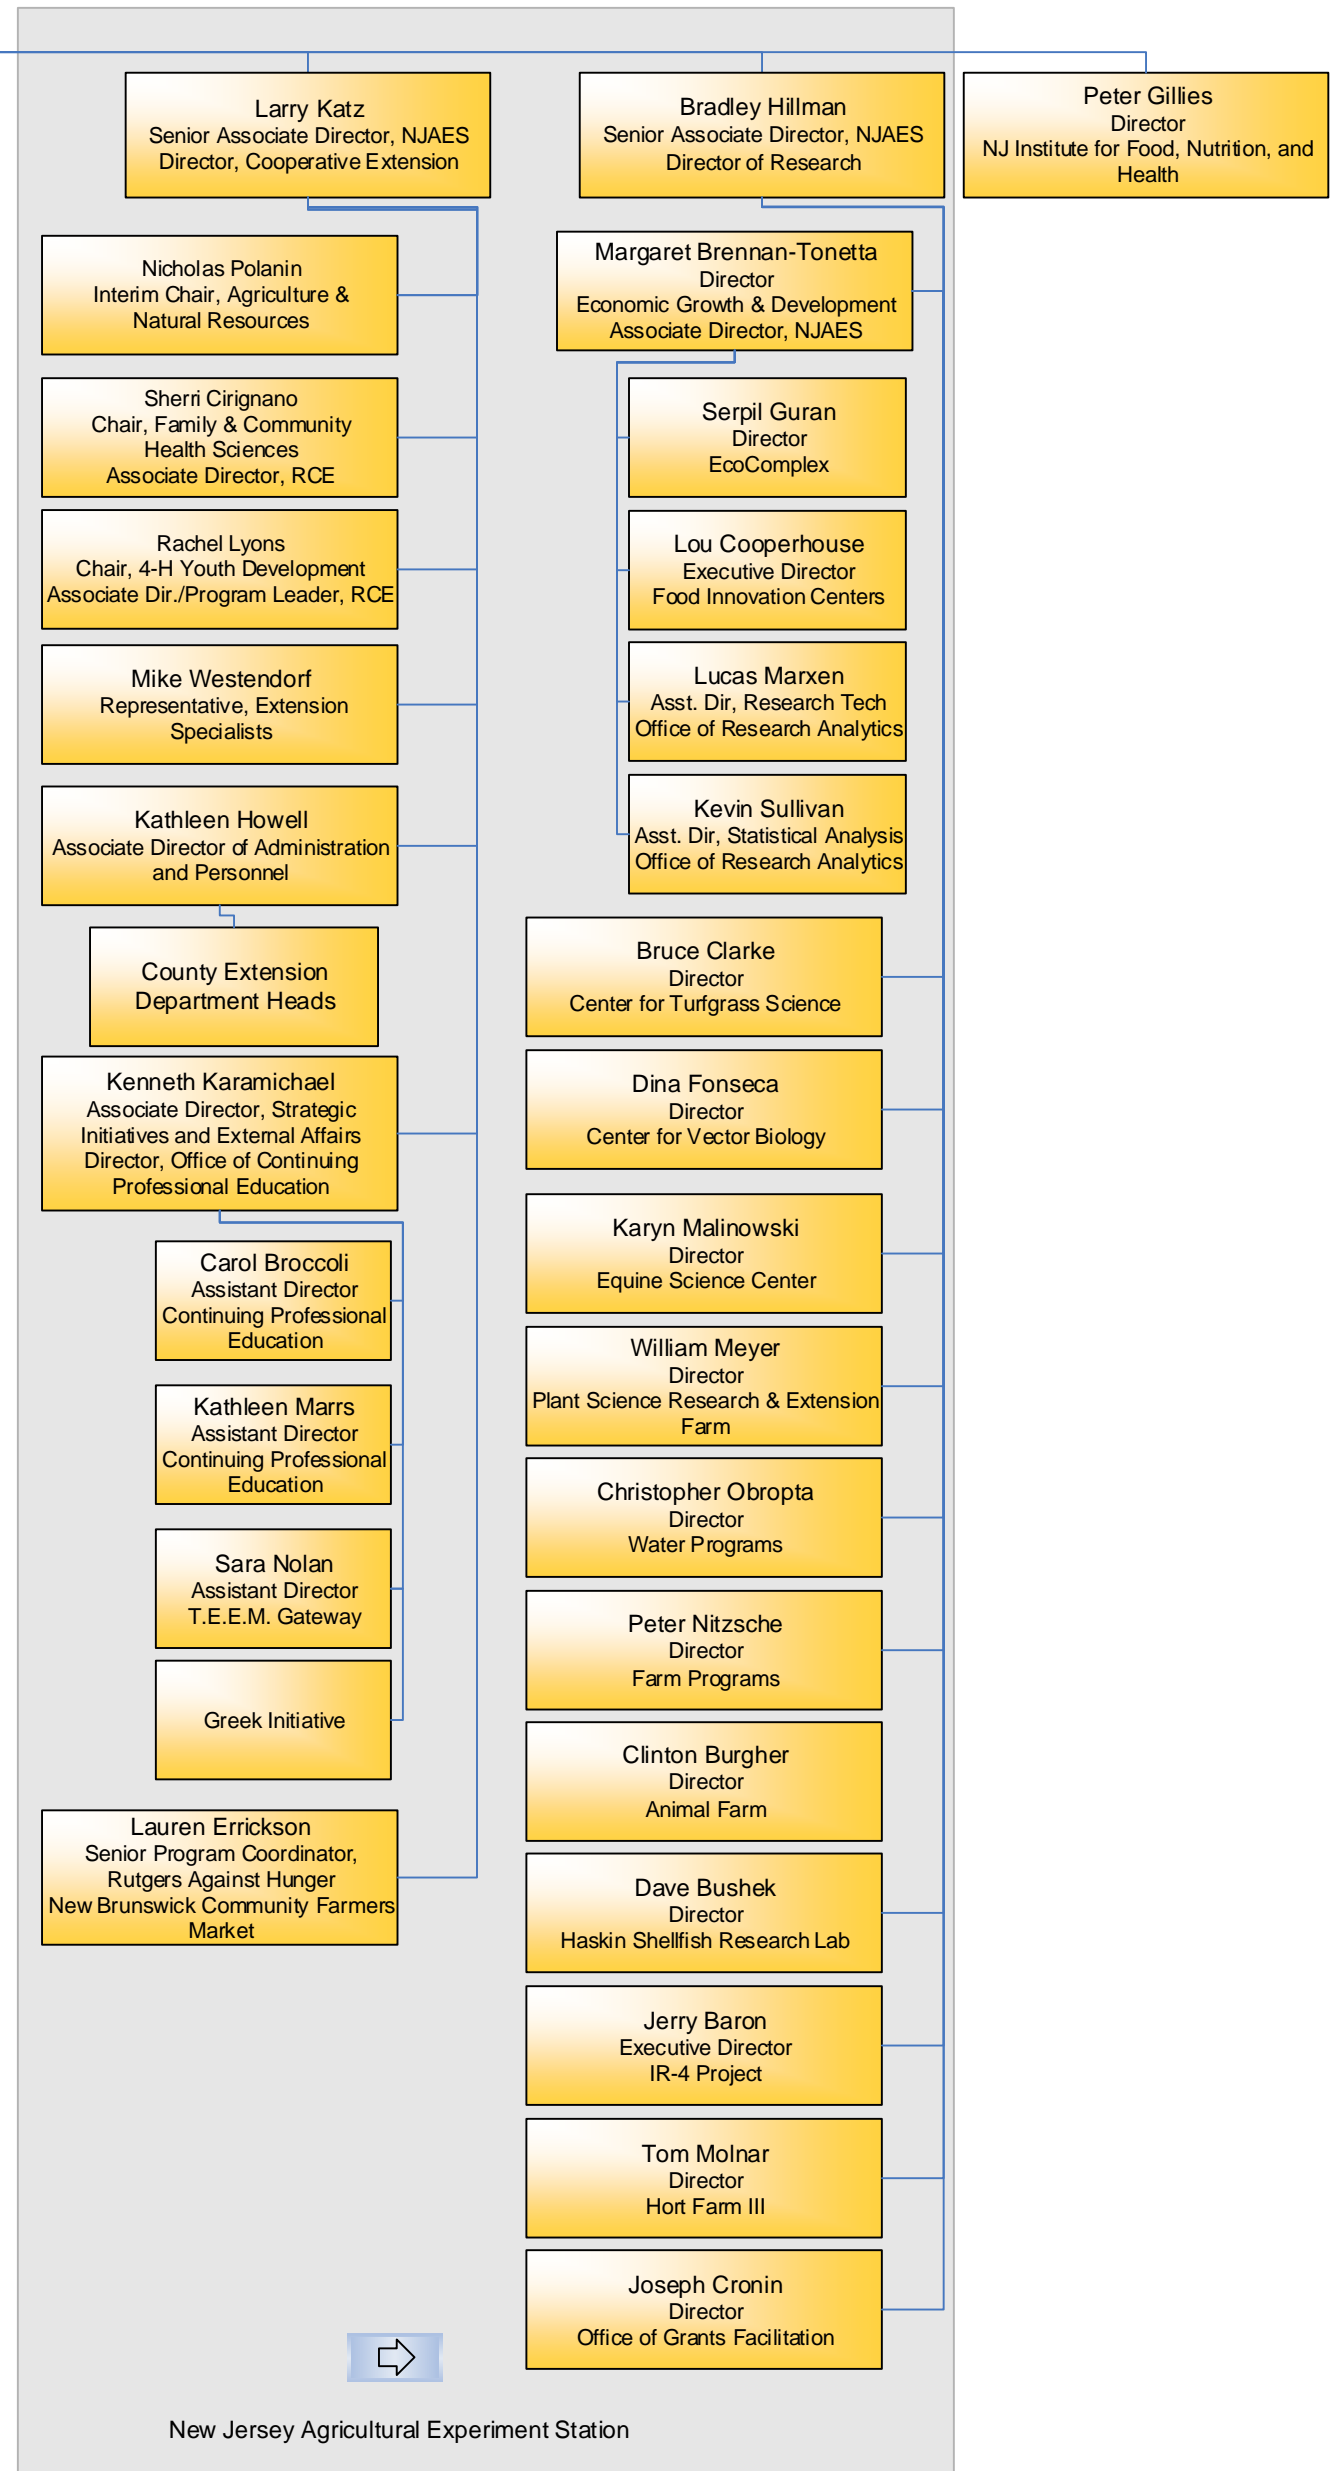 Larry Katz
Senior Associate Director, NJAES
Director, Cooperative Extension
Bradley Hillman
Senior Associate Director, NJAES
Director of Research
Peter Gillies
Director
NJ Institute for Food, Nutrition, and
Health
Nicholas Polanin
Interim Chair, Agriculture &
Natural Resources
Sherri Cirignano
Chair, Family & Community
Health Sciences
Associate Director, RCE
Rachel Lyons
Chair, 4-H Youth Development
Associate Dir./Program Leader, RCE
Mike Westendorf
Representative, Extension
Specialists
Kathleen Howell
Associate Director of Administration
and Personnel
County Extension
Department Heads
Kenneth Karamichael
Associate Director, Strategic
Initiatives and External Affairs
Director, Office of Continuing
Professional Education
Carol Broccoli
Assistant Director
Continuing Professional
Education
Kathleen Marrs
Assistant Director
Continuing Professional
Education
Sara Nolan
Assistant Director
T.E.E.M. Gateway
Greek Initiative
Lauren Errickson
Senior Program Coordinator,
Rutgers Against Hunger
New Brunswick Community Farmers
Market
Margaret Brennan-Tonetta
Director
Economic Growth & Development
Associate Director, NJAES
Serpil Guran
Director
EcoComplex
Lou Cooperhouse
Executive Director
Food Innovation Centers
Lucas Marxen
Asst. Dir, Research Tech
Office of Research Analytics
Kevin Sullivan
Asst. Dir, Statistical Analysis
Office of Research Analytics
Bruce Clarke
Director
Center for Turfgrass Science
Dina Fonseca
Director
Center for Vector Biology
Karyn Malinowski
Director
Equine Science Center
William Meyer
Director
Plant Science Research & Extension
Farm
Christopher Obropta
Director
Water Programs
Peter Nitzsche
Director
Farm Programs
Clinton Burgher
Director
Animal Farm
Dave Bushek
Director
Haskin Shellfish Research Lab
Jerry Baron
Executive Director
IR-4 Project
Tom Molnar
Director
Hort Farm III
Joseph Cronin
Director
Office of Grants Facilitation
New Jersey Agricultural Experiment Station